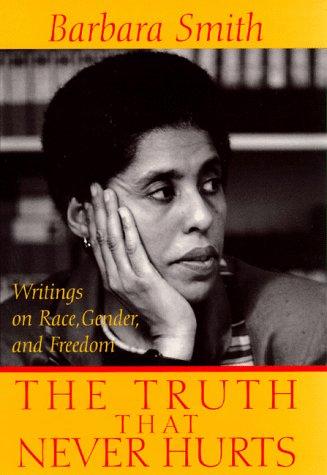 Barbara Smith
Writings
on Race, Gender,
and Freedom
THE TRUTH
THAT
NEVER HURTS